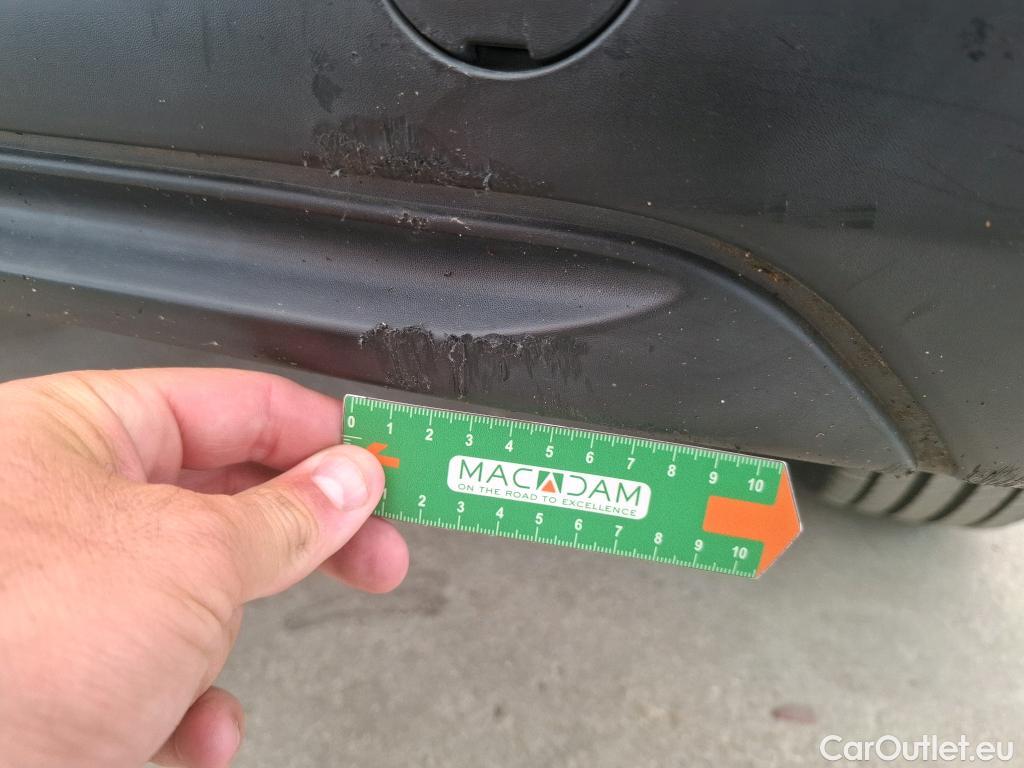 0 1 2 3 4 5 6 7 8 9 10
MACADAM
ON THE ROAD TO EXCELLENCE
1 2 3 4 5 6 7 8 9 10
CarOutlet.eu